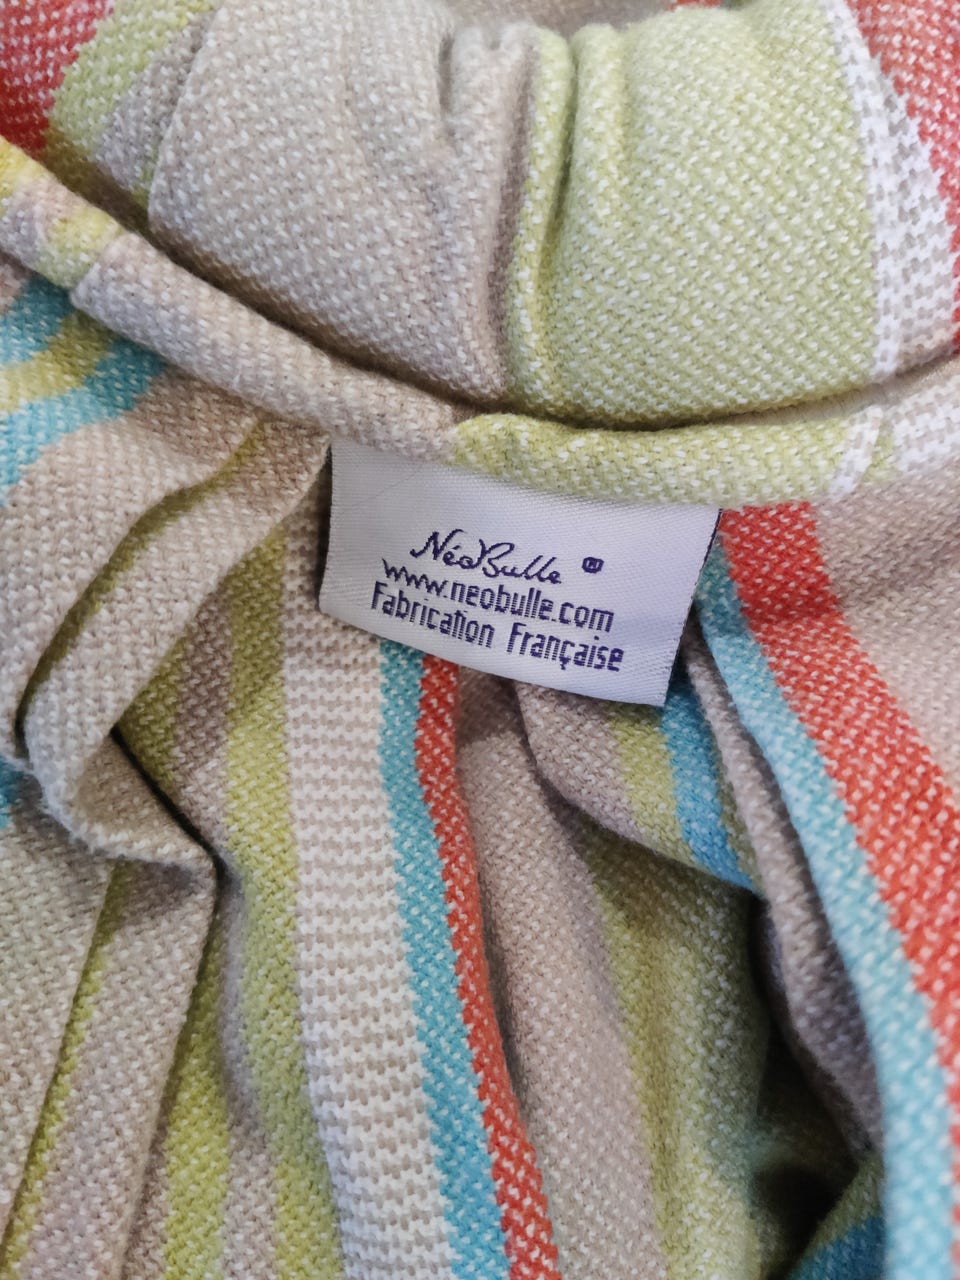 NéoBulle ®
www.neobulle.com
Fabrication Française